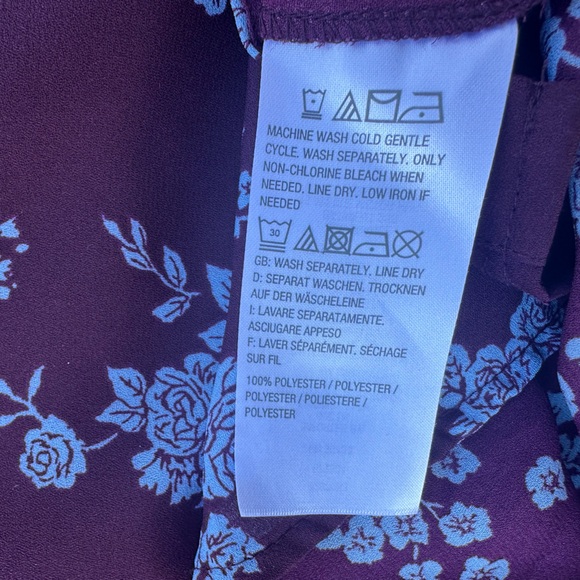 MACHINE WASH COLD GENTLE
CYCLE. WASH SEPARATELY. ONLY
NON-CHLORINE BLEACH WHEN
NEEDED. LINE DRY. LOW IRON IF
NEEDED
30
GB: WASH SEPARATELY. LINE DRY
D: SEPARAT WASCHEN. TROCKNEN
AUF DER WÄSCHELEINE
I: LAVARE SEPARATAMENTE.
ASCIUGARE APPESO
F: LAVER SÉPARÉMENT. SÉCHAGE
SUR FIL
100% POLYESTER / POLYESTER /
POLYESTER / POLIESTERE /
POLYESTER